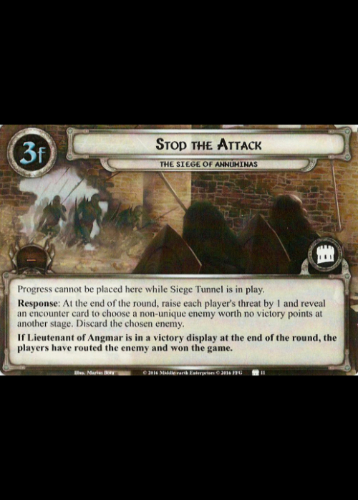 3f
STOP THE ATTACK
THE SIEGE OF ANNÚMINAS
Progress cannot be placed here while Siege Tunnel is in play.
Response: At the end of the round, raise each player's threat by 1 and reveal
an encounter card to choose a non-unique enemy worth no victory points at
another stage. Discard the chosen enemy.
If Lieutenant of Angmar is in a victory display at the end of the round, the
players have routed the enemy and won the game.
© 2016 Middle-earth Enterprises © 2016 FFG